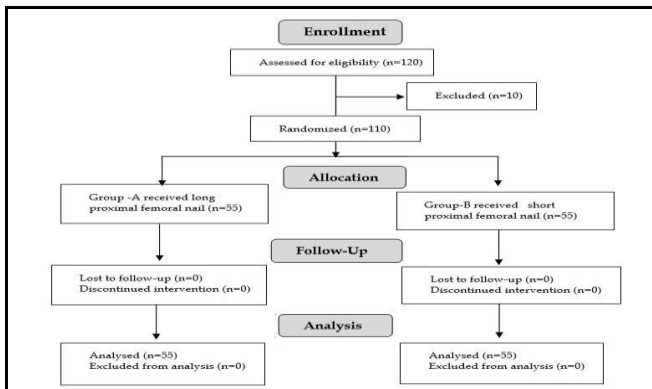 Enrollment
Assessed for eligibility (n=120)
Excluded (n=10)
Randomized (n=110)
Allocation
Group -A received long
proximal femoral nail (n=55)
Group-B received short
proximal femoral nail (n=55)
Follow-Up
Lost to follow-up (n=0)
Discontinued intervention (n=0)
Lost to follow-up (n=0)
Discontinued intervention (n=0)
Analysis
Analysed (n=55)
Excluded from analysis (n=0)
Analysed (n=55)
Excluded from analysis (n=0)